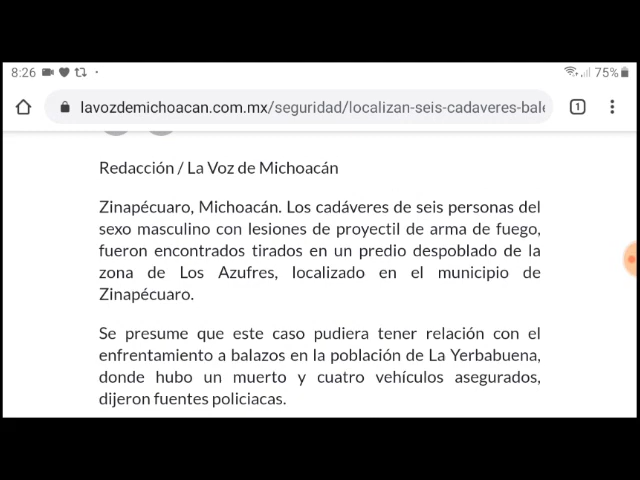 8:26
75%
lavozdemichoacan.com.mx/seguridad/localizan-seis-cadaveres-bale
1
Redacción / La Voz de Michoacán
Zinapécuaro, Michoacán. Los cadáveres de seis personas del
sexo masculino con lesiones de proyectil de arma de fuego,
fueron encontrados tirados en un predio despoblado de la
zona de Los Azufres, localizado en el municipio de
Zinapécuaro.
Se presume que este caso pudiera tener relación con el
enfrentamiento a balazos en la población de La Yerbabuena,
donde hubo un muerto y cuatro vehículos asegurados,
dijeron fuentes policiacas.